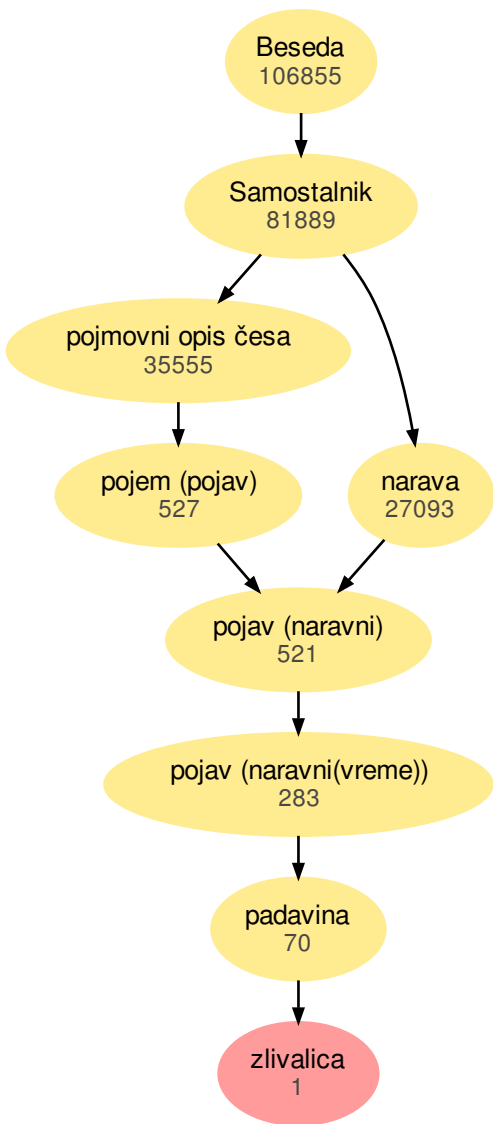 Beseda
106855
Samostalnik
81889
pojmovni opis česa
35555
pojem (pojav)
527
narava
27093
pojav (naravni)
521
pojav (naravni(vreme))
283
padavina
70
zlivalica
1